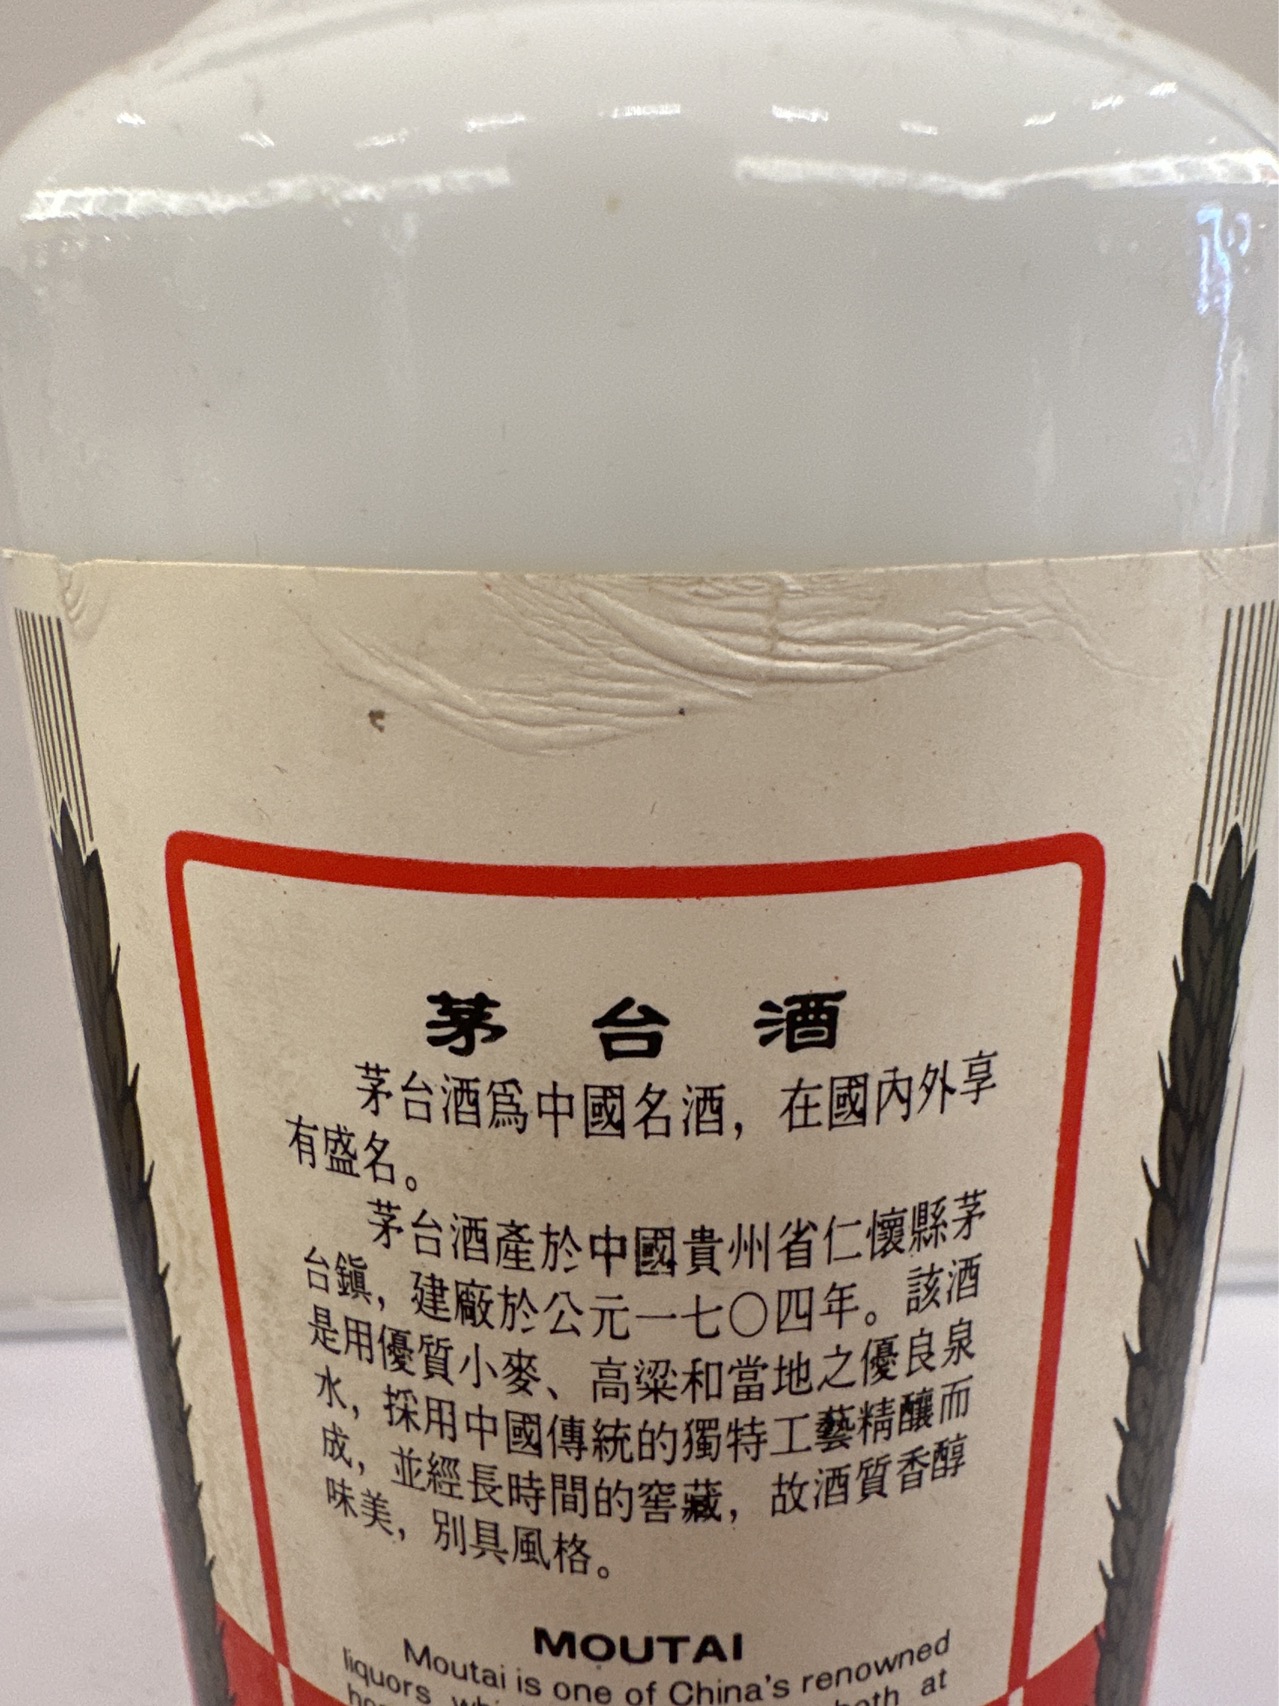 茅台酒
茅台酒爲中國名酒，在國內外享
有盛名。
茅台酒產於中國貴州省仁懷縣茅
台鎮，建廠於公元一七〇四年。該酒
是用優質小麥、高粱和當地之優良泉
水，採用中國傳統的獨特工藝精釀而
成，並經長時間的窖藏，故酒質香醇
味美，別具風格。
MOUTAI
Moutai is one of China's renowned
liquors both at